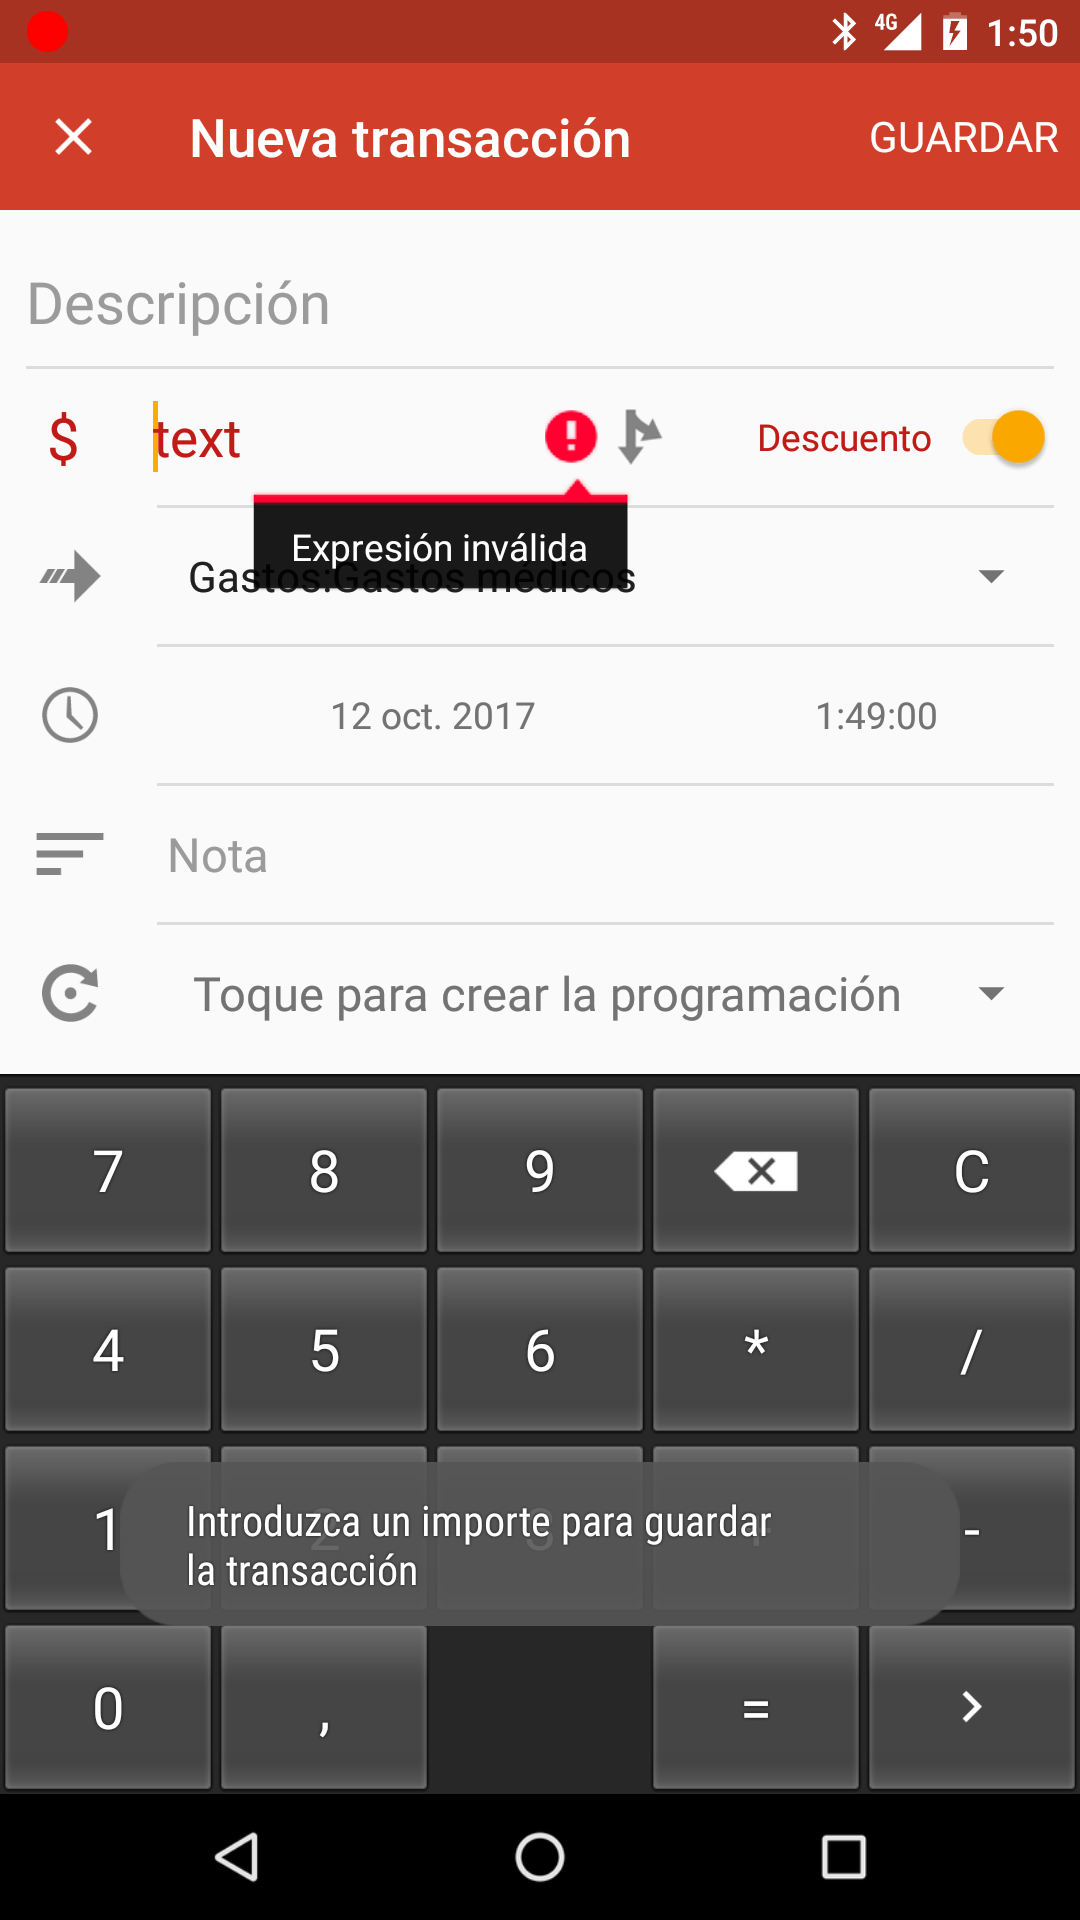 4G 1:50
Nueva transacción GUARDAR
Descripción
$ text Descuento
Expresión inválida
Gastos:Gastos médicos
12 oct. 2017 1:49:00
Nota
Toque para crear la programación
7 8 9 C
4 5 6 * /
1 2 3 + -
Introduzca un importe para guardar
la transacción
0 , = >